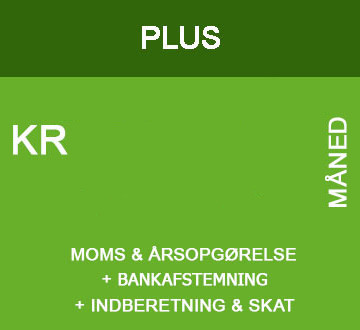 PLUS
KR
MÅNED
MOMS & ÅRSOPGØRELSE
+ BANKAFSTEMNING
+ INDBERETNING & SKAT